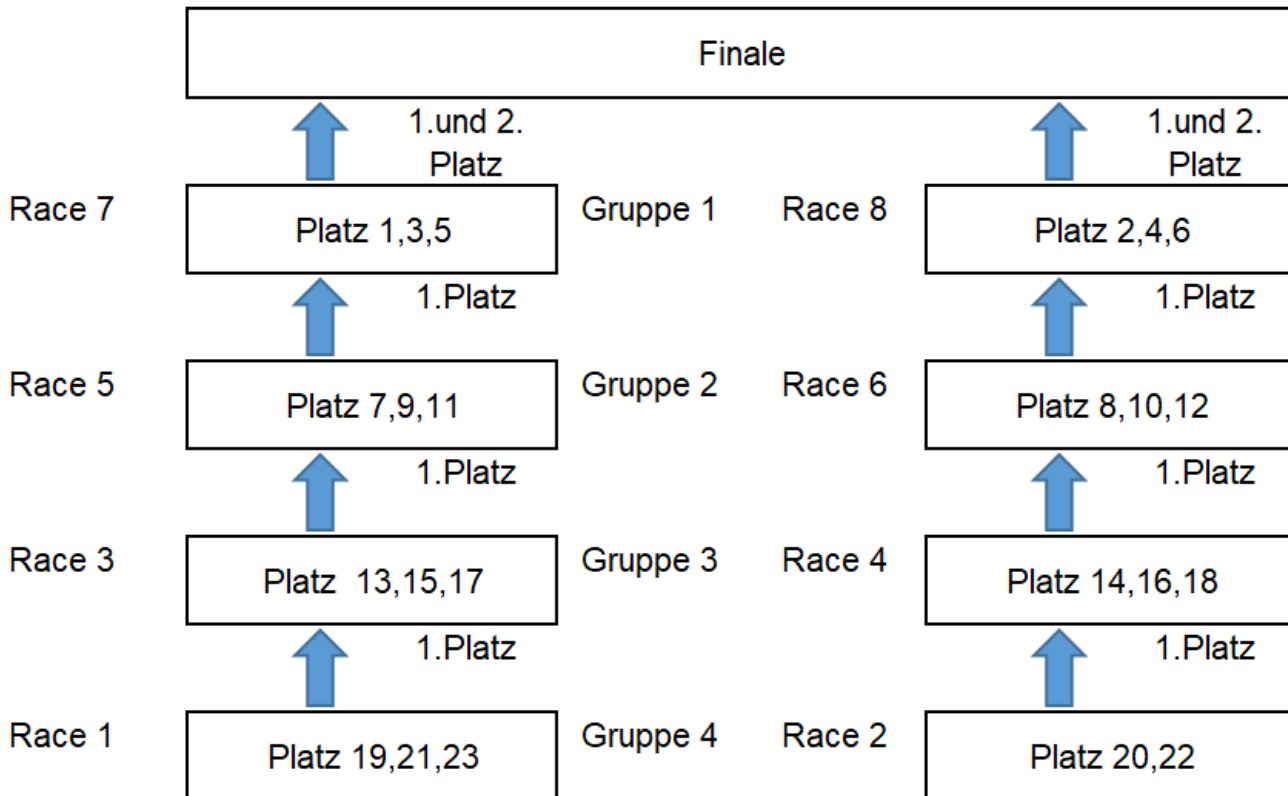 Finale
1.und 2.
Platz
1.und 2.
Platz
Race 7
Platz 1,3,5
Gruppe 1
Race 8
Platz 2,4,6
1.Platz
1.Platz
Race 5
Platz 7,9,11
Gruppe 2
Race 6
Platz 8,10,12
1.Platz
1.Platz
Race 3
Platz  13,15,17
Gruppe 3
Race 4
Platz 14,16,18
1.Platz
1.Platz
Race 1
Platz 19,21,23
Gruppe 4
Race 2
Platz 20,22